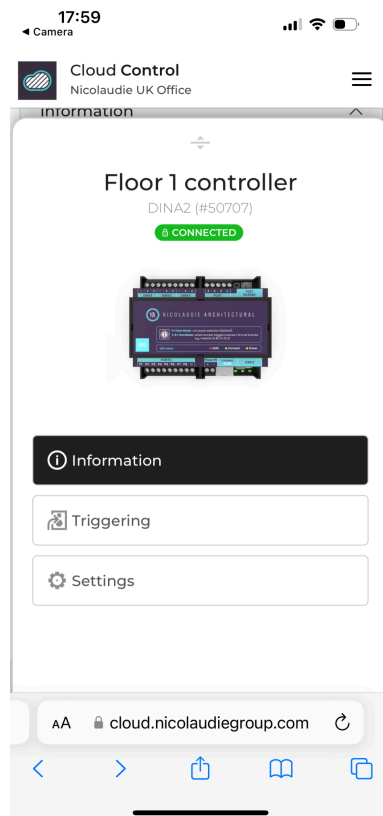 17:59
Camera
Cloud Control
Nicolaudie UK Office
Information
Floor 1 controller
DINA2 (#50707)
CONNECTED
NICOLAUDIE ARCHITECTURAL
Information
Triggering
Settings
AA
cloud.nicolaudiegroup.com